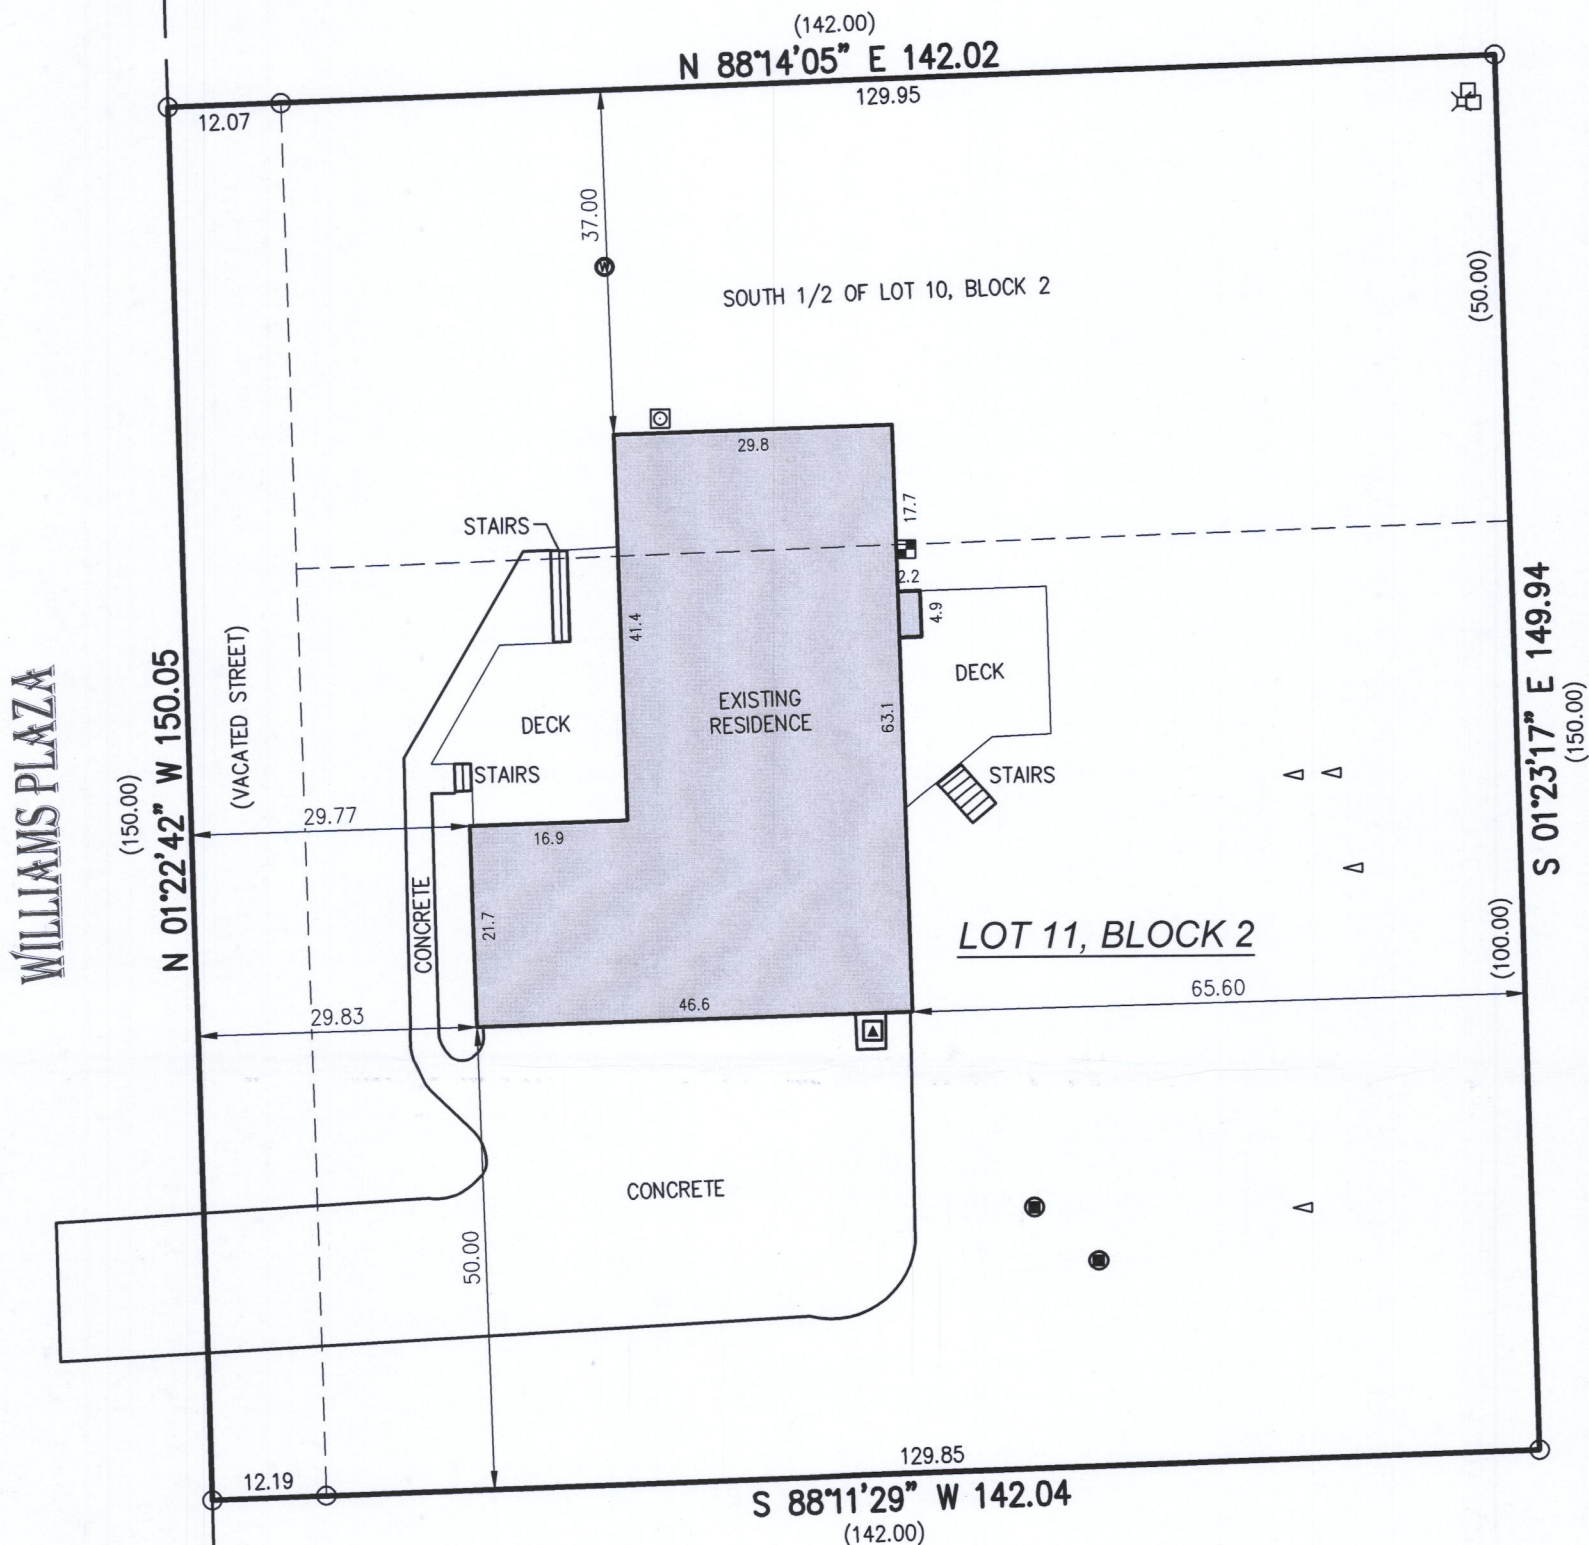 (142.00)
N 88°14'05" E 142.02
129.95
12.07
37.00
SOUTH 1/2 OF LOT 10, BLOCK 2
(50.00)
29.8
17.7
STAIRS
2.2
4.9
41.4
DECK
EXISTING
RESIDENCE
63.1
DECK
STAIRS
STAIRS
WILLIAMS PLAZA
(150.00)
N 01°22'42" W 150.05
(VACATED STREET)
S 01°23'17" E 149.94
(150.00)
29.77
16.9
CONCRETE
21.7
LOT 11, BLOCK 2
(100.00)
65.60
46.6
29.83
CONCRETE
50.00
W
129.85
12.19
S 88°11'29" W 142.04
(142.00)